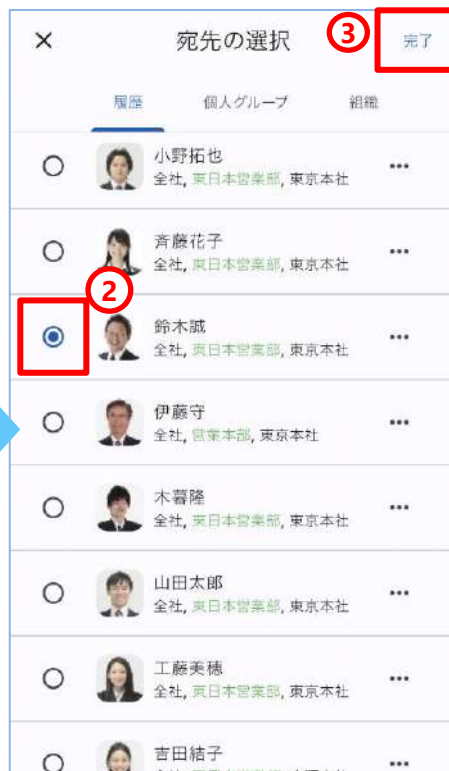 ×
宛先の選択
③
完了
履歴
個人グループ
組織
小野拓也
全社, 東日本営業部, 東京本社
斉藤花子
全社, 東日本営業部, 東京本社
②
鈴木誠
全社, 東日本営業部, 東京本社
伊藤守
全社, 営業本部, 東京本社
木暮隆
全社, 東日本営業部, 東京本社
山田太郎
全社, 東日本営業部, 東京本社
工藤美穂
全社, 東日本営業部, 東京本社
吉田結子